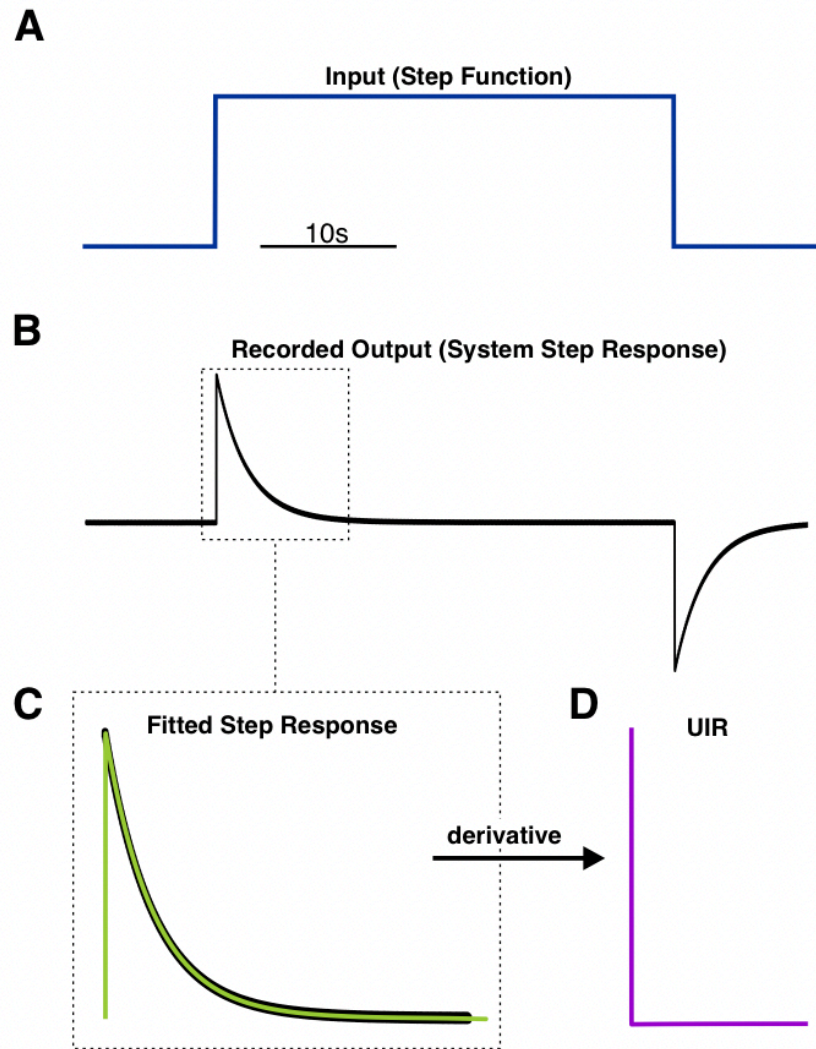 A
Input (Step Function)
10s
B
Recorded Output (System Step Response)
C
Fitted Step Response
derivative
D
UIR